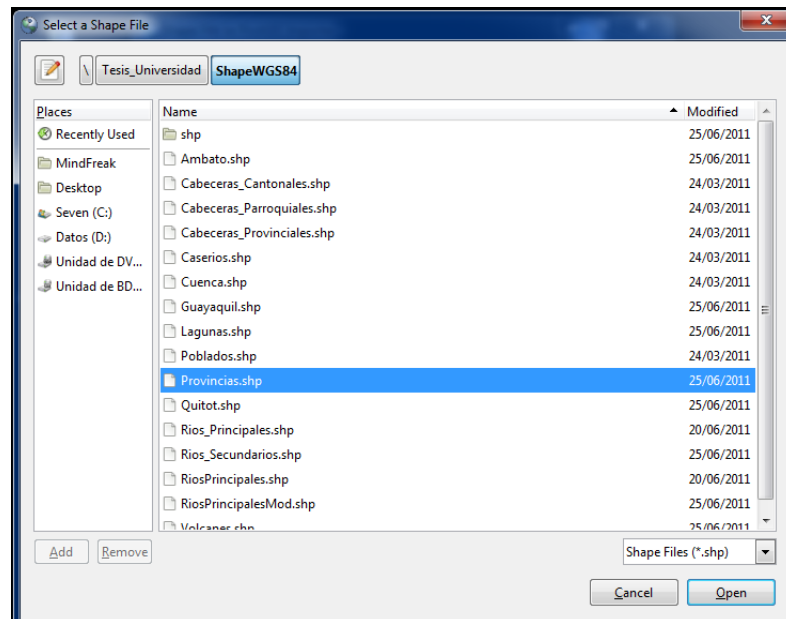 Select a Shape File
\ Tesis_Universidad ShapeWGS84
Places Name Modified
Recently Used shp 25/06/2011
MindFreak Ambato.shp 25/06/2011
Desktop Cabeceras_Cantonales.shp 24/03/2011
Seven (C:) Cabeceras_Parroquiales.shp 24/03/2011
Datos (D:) Cabeceras_Provinciales.shp 24/03/2011
Unidad de DV... Caserios.shp 24/03/2011
Unidad de BD... Cuenca.shp 24/03/2011
Guayaquil.shp 25/06/2011
Lagunas.shp 25/06/2011
Poblados.shp 24/03/2011
Provincias.shp 25/06/2011
Quitot.shp 25/06/2011
Rios_Principales.shp 20/06/2011
Rios_Secundarios.shp 25/06/2011
RiosPrincipales.shp 20/06/2011
RiosPrincipalesMod.shp 25/06/2011
Volcanes.shp 25/06/2011
Add Remove Shape Files (*.shp)
Cancel Open